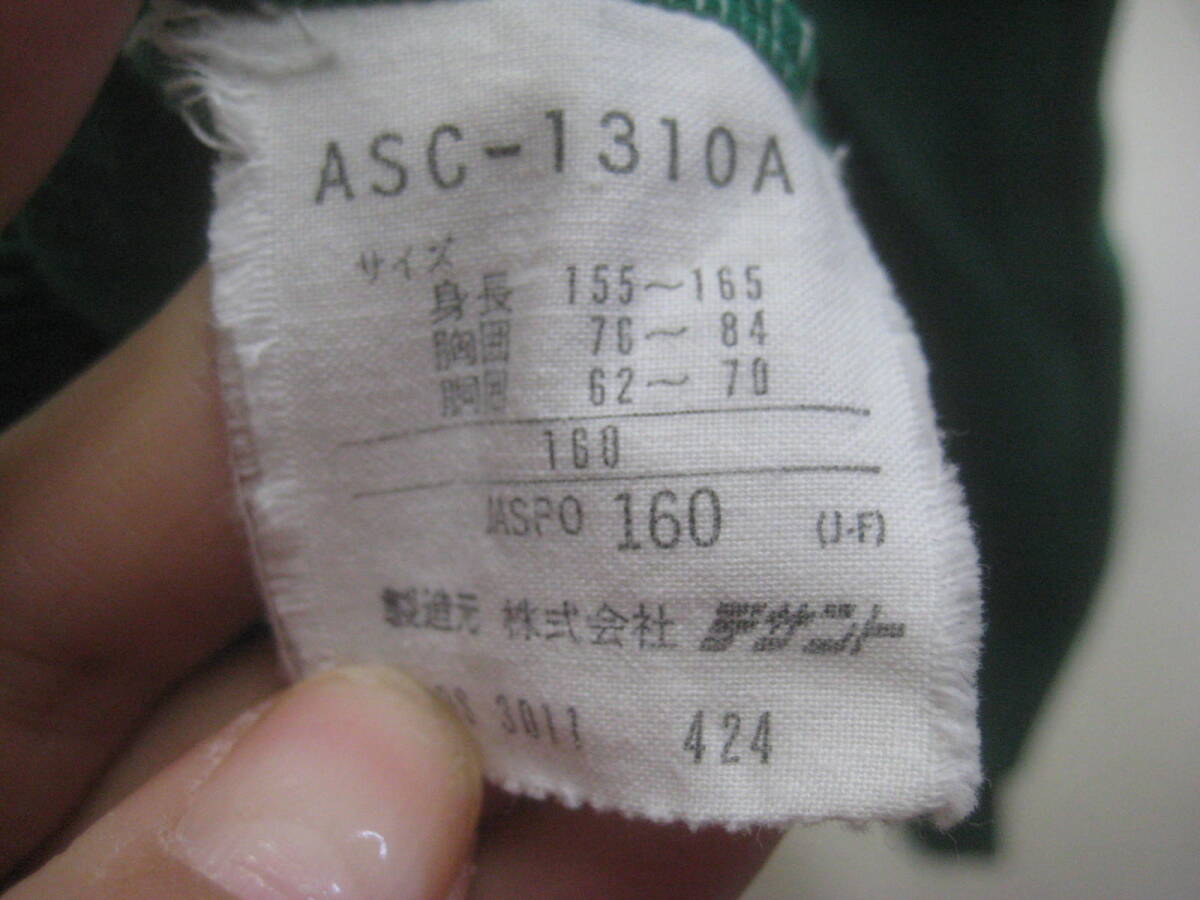 ASC-1310A
サイズ
身長 155～165
胸囲 76～ 84
胴囲 62～ 70
160
JASPO 160 (J-F)
製造元 株式会社 デサント
3011 424